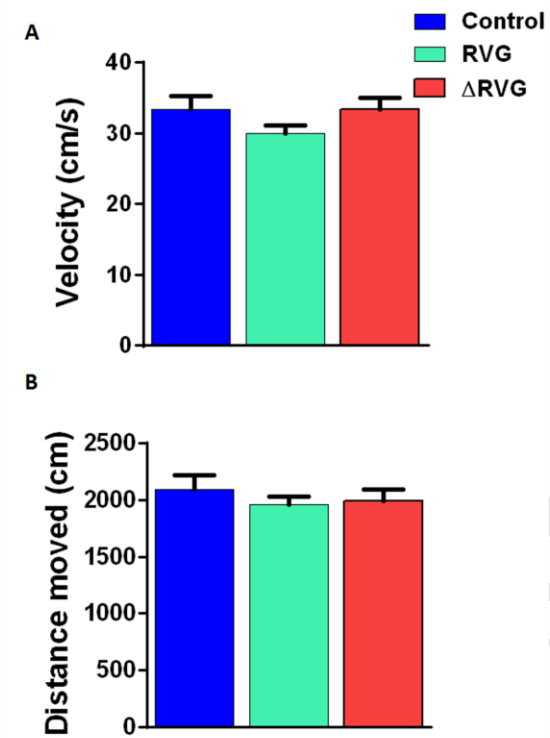 A
Control
RVG
ΔRVG
Velocity (cm/s)
40
30
20
10
0
B
Distance moved (cm)
2500
2000
1500
1000
500
0